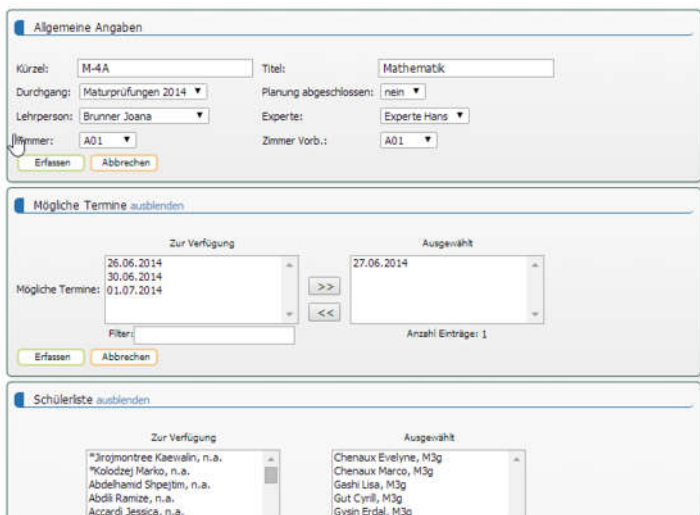 Allgemeine Angaben
Kürzel: M-4A Titel: Mathematik
Durchgang: Maturprüfungen 2014 Planung abgeschlossen: nein
Lehrperson: Brunner Joana Experte: Experte Hans
Zimmer: A01 Zimmer Vorb.: A01
Erfassen Abbrechen
Mögliche Termine ausblenden
Zur Verfügung Ausgewählt
26.06.2014 27.06.2014
30.06.2014
Mögliche Termine: 01.07.2014
>>
<<
Filter: Anzahl Einträge: 1
Erfassen Abbrechen
Schülerliste ausblenden
Zur Verfügung Ausgewählt
*Jirojmontree Kaewalin, n.a. Chenaux Evelyne, M3g
*Kolodzej Marko, n.a. Chenaux Marco, M3g
Abdelhamid Shpejtim, n.a. Gashi Lisa, M3g
Abdili Ramize, n.a. Gut Cyrill, M3g
Accardi Jessica, n.a. Gysin Erdal, M3g